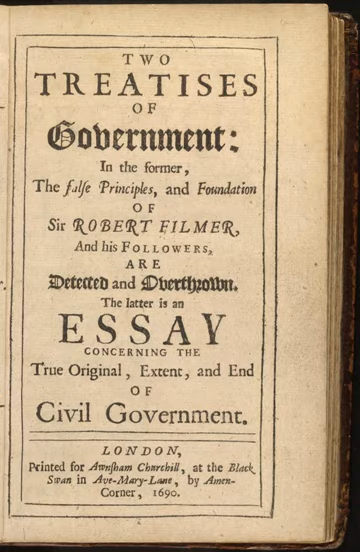 TWO
TREATISES
OF
Government:
In the former,
The false Principles, and Foundation
OF
Sir ROBERT FILMER,
And his FOLLOWERS,
ARE
Detected and Overthrown.
The latter is an
ESSAY
CONCERNING THE
True Original, Extent, and End
OF
Civil Government.
LONDON,
Printed for Awnsham Churchill, at the Black
Swan in Ave-Mary-Lane, by Amen-
Corner, 1690.